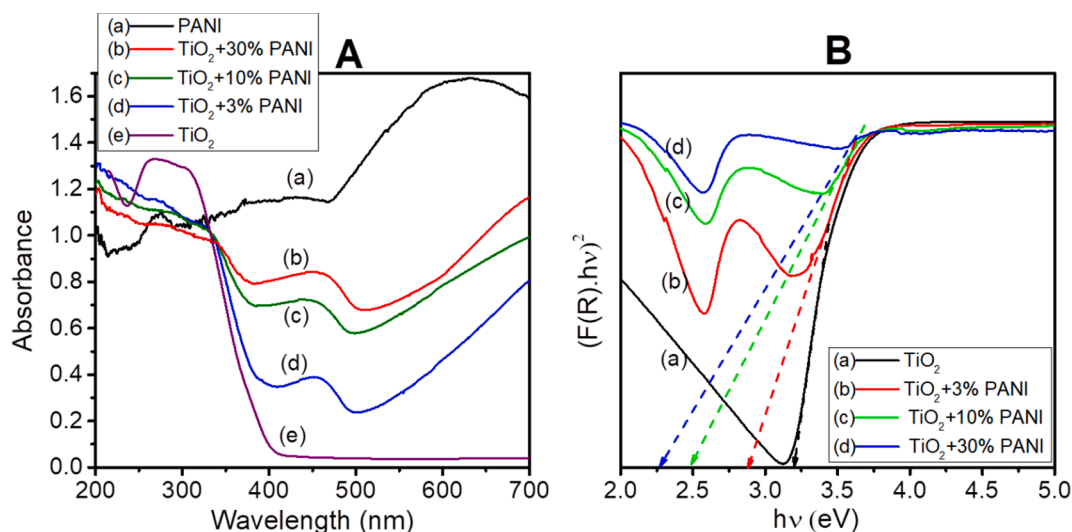 (a) PANI
(b) TiO2+30% PANI
(c) TiO2+10% PANI
(d) TiO2+3% PANI
(e) TiO2
A
1.6
1.4
1.2
1.0
0.8
0.6
0.4
0.2
0.0
Absorbance
(a)
(b)
(c)
(d)
(e)
200 300 400 500 600 700
Wavelength (nm)
B
(F(R).hν)²
(d)
(c)
(b)
(a)
(a) TiO2
(b) TiO2+3% PANI
(c) TiO2+10% PANI
(d) TiO2+30% PANI
2.0 2.5 3.0 3.5 4.0 4.5 5.0
hν (eV)